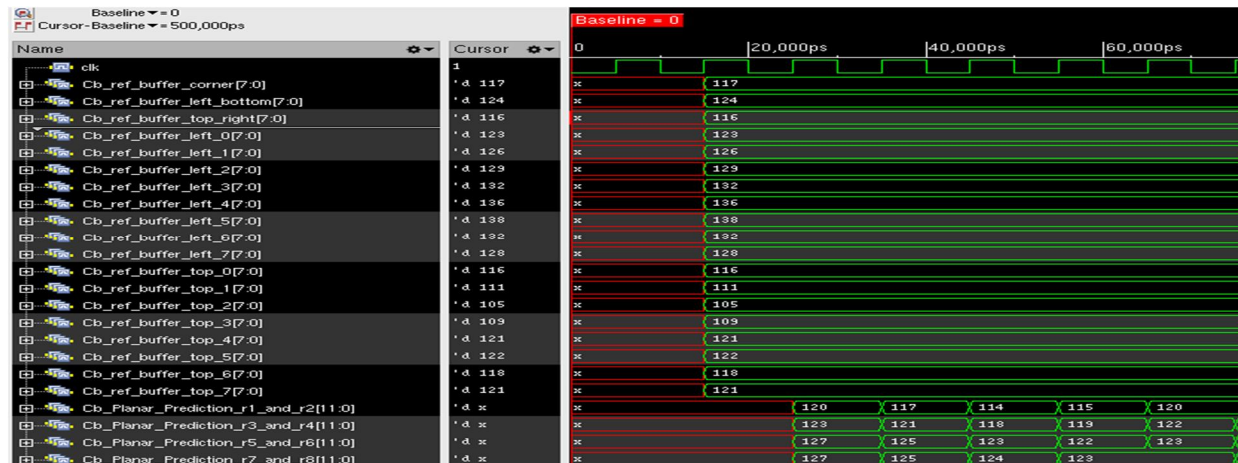 Baseline ▼= 0
Cursor-Baseline ▼= 500,000ps
Baseline = 0
Name Cursor 0 20,000ps 40,000ps 60,000ps
clk 1
Cb_ref_buffer_corner[7:0] 'd 117 x 117
Cb_ref_buffer_left_bottom[7:0] 'd 124 x 124
Cb_ref_buffer_top_right[7:0] 'd 116 x 116
Cb_ref_buffer_left_0[7:0] 'd 123 x 123
Cb_ref_buffer_left_1[7:0] 'd 126 x 126
Cb_ref_buffer_left_2[7:0] 'd 129 x 129
Cb_ref_buffer_left_3[7:0] 'd 132 x 132
Cb_ref_buffer_left_4[7:0] 'd 136 x 136
Cb_ref_buffer_left_5[7:0] 'd 138 x 138
Cb_ref_buffer_left_6[7:0] 'd 132 x 132
Cb_ref_buffer_left_7[7:0] 'd 128 x 128
Cb_ref_buffer_top_0[7:0] 'd 116 x 116
Cb_ref_buffer_top_1[7:0] 'd 111 x 111
Cb_ref_buffer_top_2[7:0] 'd 105 x 105
Cb_ref_buffer_top_3[7:0] 'd 109 x 109
Cb_ref_buffer_top_4[7:0] 'd 121 x 121
Cb_ref_buffer_top_5[7:0] 'd 122 x 122
Cb_ref_buffer_top_6[7:0] 'd 118 x 118
Cb_ref_buffer_top_7[7:0] 'd 121 x 121
Cb_Planar_Prediction_r1_and_r2[11:0] 'd x x 120 117 114 115 120
Cb_Planar_Prediction_r3_and_r4[11:0] 'd x x 123 121 118 119 122
Cb_Planar_Prediction_r5_and_r6[11:0] 'd x x 127 125 123 122 123
Cb_Planar_Prediction_r7_and_r8[11:0] 'd x x 127 125 124 123